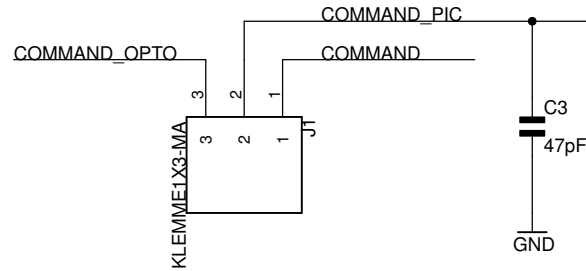 COMMAND_PIC
COMMAND_OPTO
COMMAND
3
2
1
3
2
1
J1
KLEMME1X3-MA
C3
47pF
GND